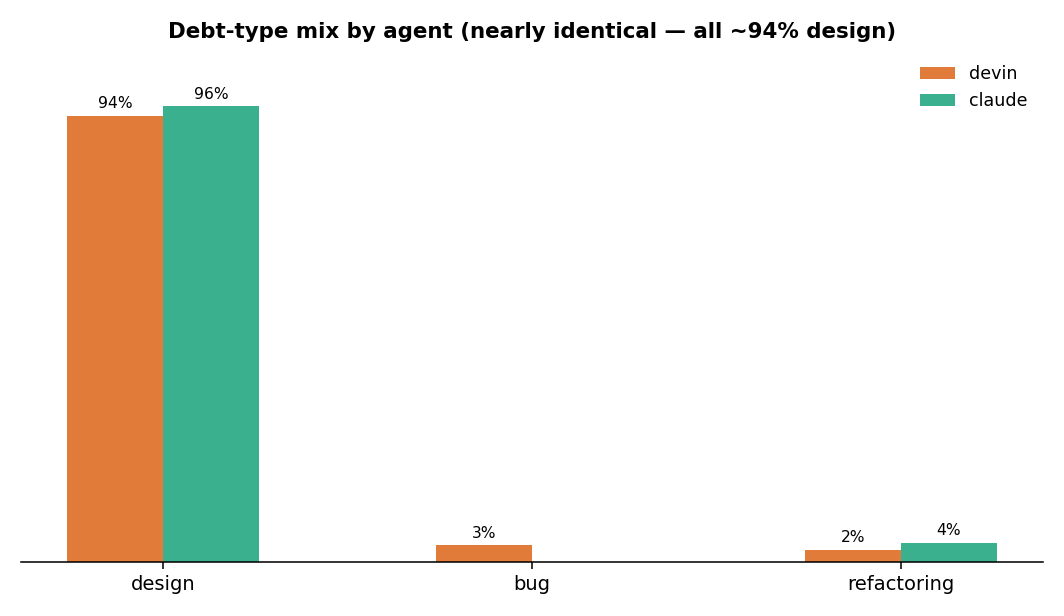 Debt-type mix by agent (nearly identical — all ~94% design)
devin
claude
94%
96%
3%
2%
4%
design
bug
refactoring